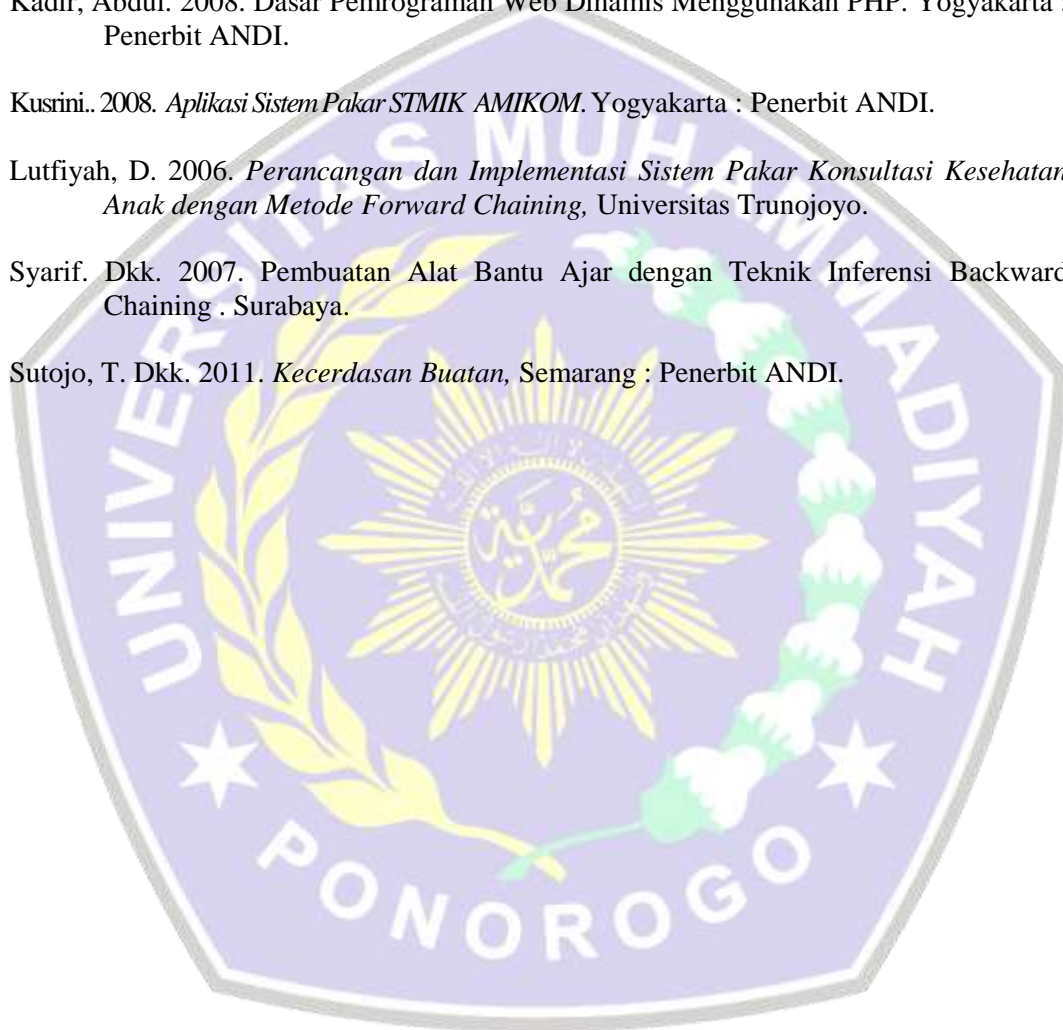 Kadir, Abdul. 2008. Dasar Pemrograman Web Dinamis Menggunakan PHP. Yogyakarta :
Penerbit ANDI.
Kusrini.. 2008. Aplikasi Sistem Pakar STMIK AMIKOM. Yogyakarta : Penerbit ANDI.
Lutfiyah, D. 2006. Perancangan dan Implementasi Sistem Pakar Konsultasi Kesehatan
Anak dengan Metode Forward Chaining, Universitas Trunojoyo.
Syarif. Dkk. 2007. Pembuatan Alat Bantu Ajar dengan Teknik Inferensi Backward
Chaining . Surabaya.
Sutojo, T. Dkk. 2011. Kecerdasan Buatan, Semarang : Penerbit ANDI.
UNIVERSITAS MUHAMMADIYAH
PONOROGO